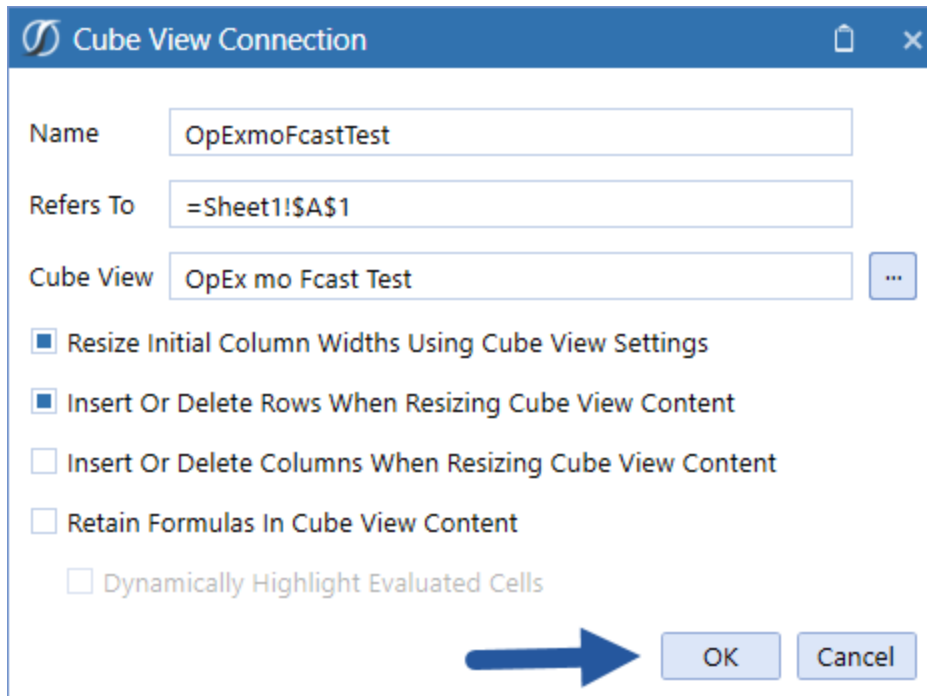 Cube View Connection
Name OpExmoFcastTest
Refers To =Sheet1!$A$1
Cube View OpEx mo Fcast Test ...
Resize Initial Column Widths Using Cube View Settings
Insert Or Delete Rows When Resizing Cube View Content
Insert Or Delete Columns When Resizing Cube View Content
Retain Formulas In Cube View Content
Dynamically Highlight Evaluated Cells
OK Cancel